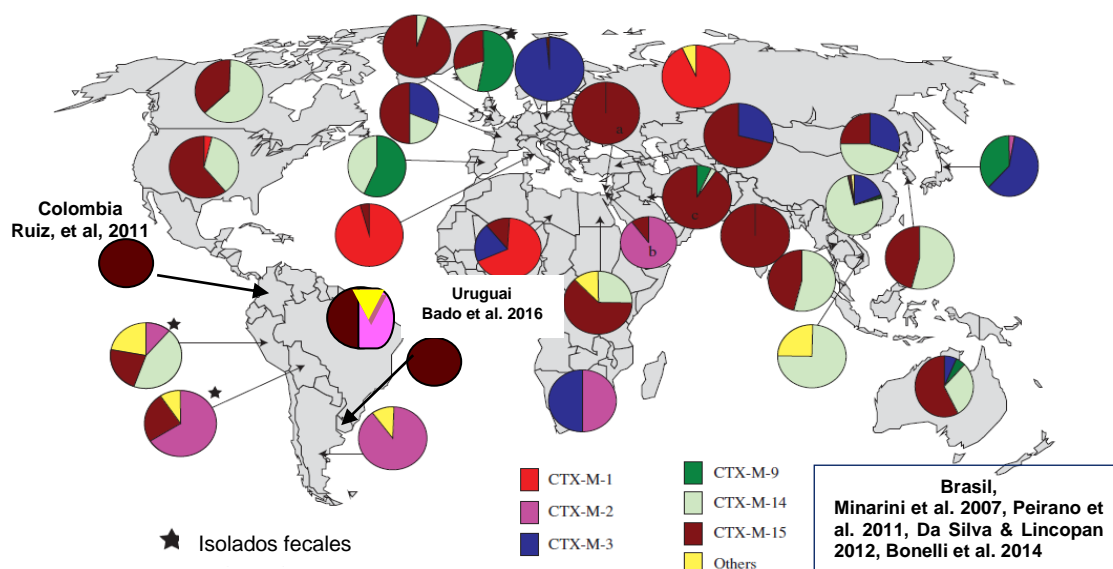 Colombia
Ruiz, et al, 2011
Uruguai
Bado et al. 2016
a
b
c
CTX-M-1
CTX-M-2
CTX-M-3
CTX-M-9
CTX-M-14
CTX-M-15
Others
Isolados fecales
Brasil,
Minarini et al. 2007, Peirano et
al. 2011, Da Silva & Lincopan
2012, Bonelli et al. 2014